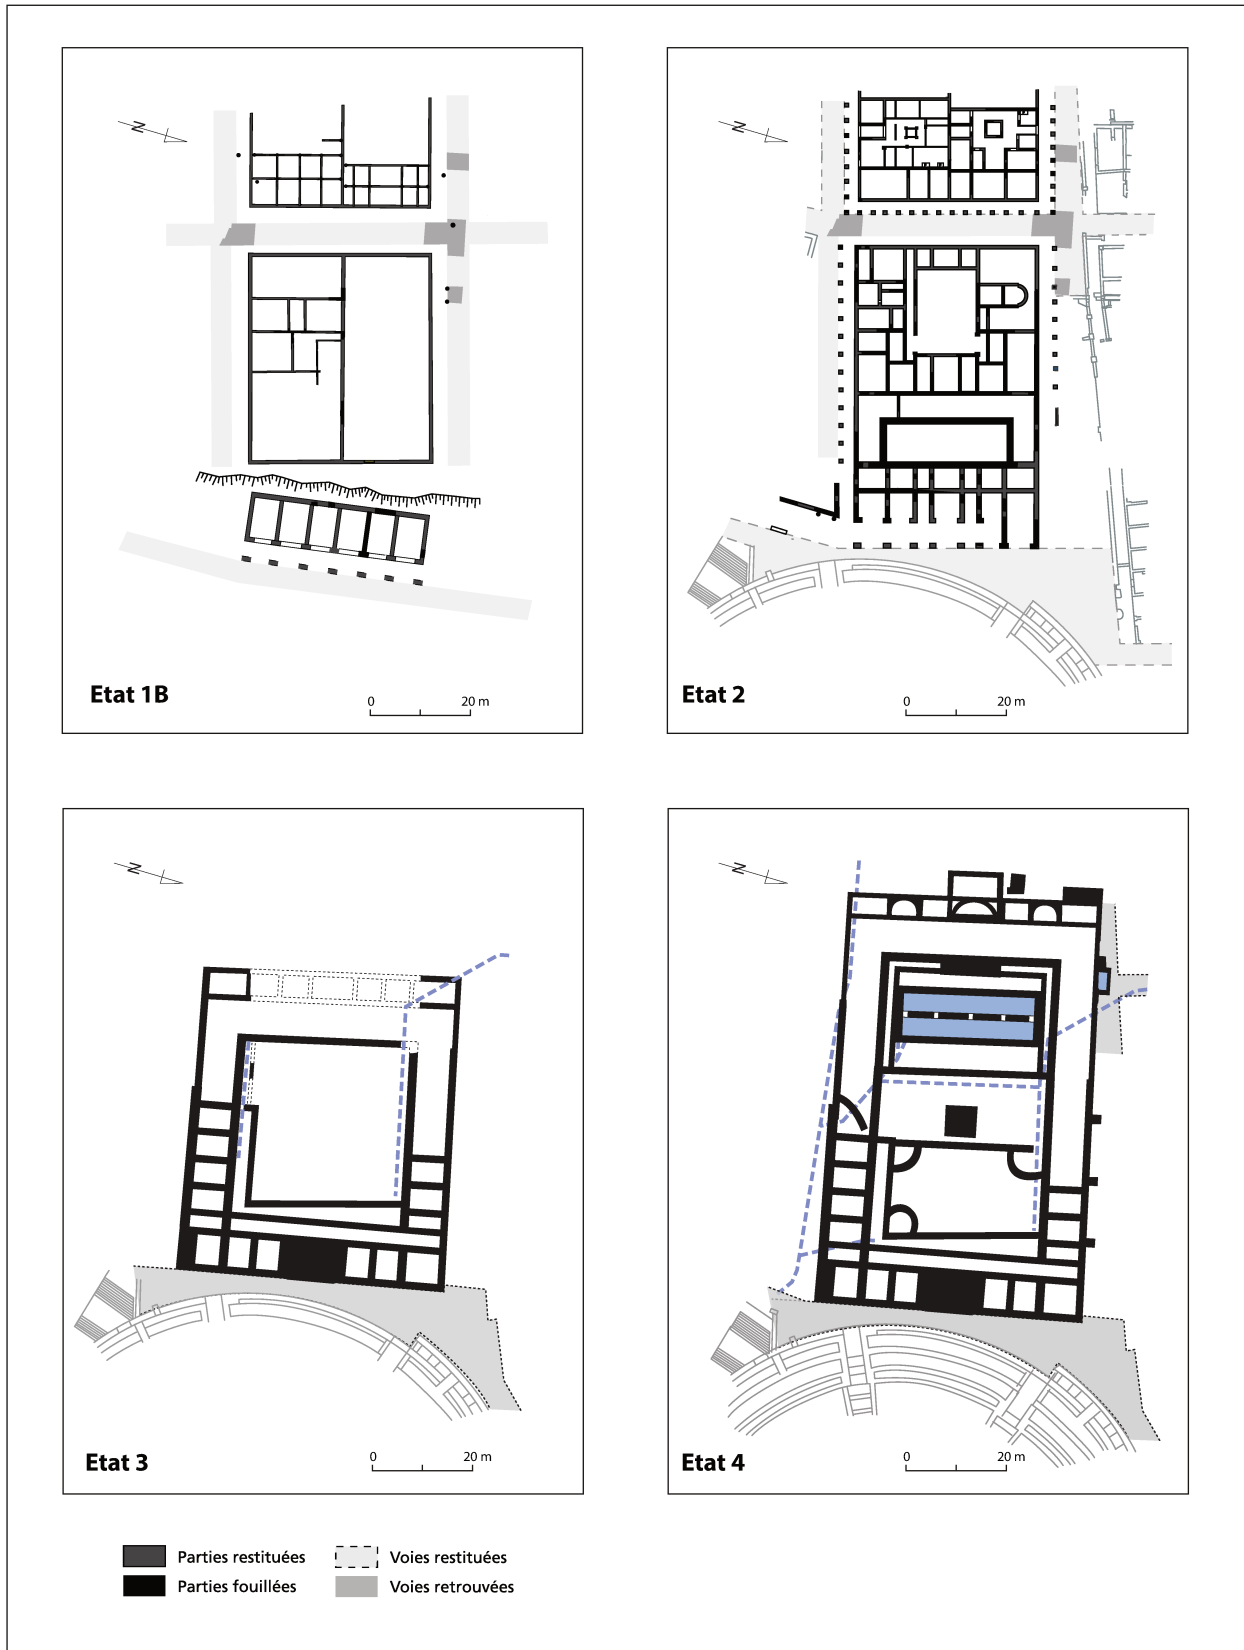 N
Etat 1B
0 20 m
N
Etat 2
0 20 m
N
Etat 3
0 20 m
N
Etat 4
0 20 m
Parties restituées
Voies restituées
Parties fouillées
Voies retrouvées